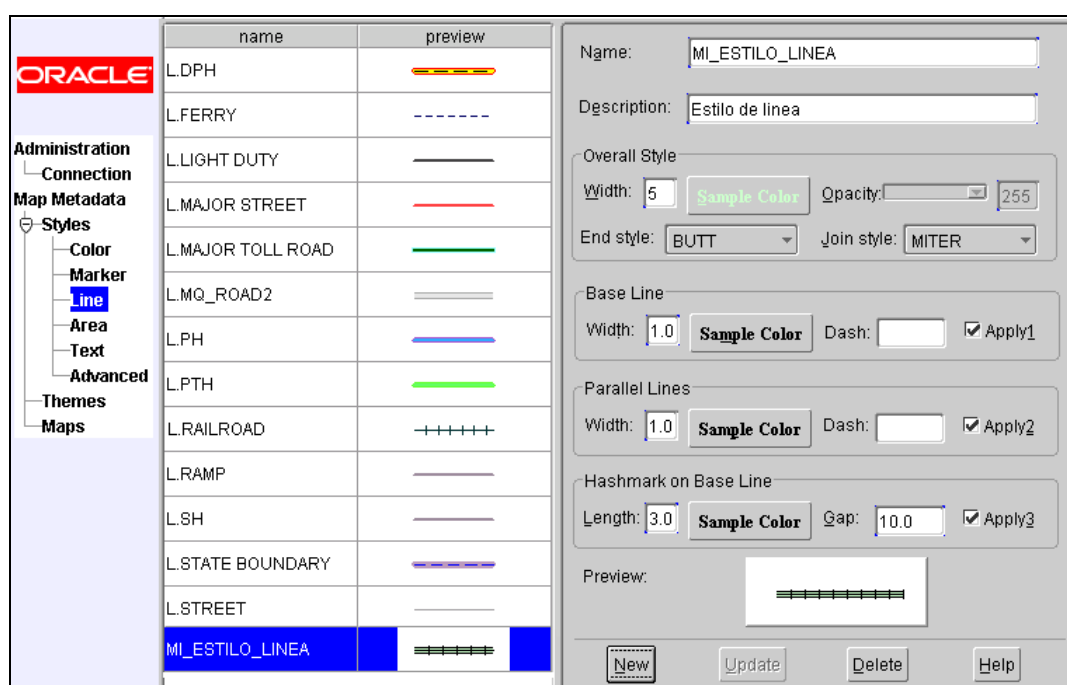 ORACLE
Administration
Connection
Map Metadata
Styles
Color
Marker
Line
Area
Text
Advanced
Themes
Maps
name preview
L.DPH
L.FERRY
L.LIGHT DUTY
L.MAJOR STREET
L.MAJOR TOLL ROAD
L.MQ_ROAD2
L.PH
L.PTH
L.RAILROAD
L.RAMP
L.SH
L.STATE BOUNDARY
L.STREET
MI_ESTILO_LINEA
Name: MI_ESTILO_LINEA
Description: Estilo de linea
Overall Style
Width: 5 Sample Color Opacity: 255
End style: BUTT Join style: MITER
Base Line
Width: 1.0 Sample Color Dash: Apply1
Parallel Lines
Width: 1.0 Sample Color Dash: Apply2
Hashmark on Base Line
Length: 3.0 Sample Color Gap: 10.0 Apply3
Preview:
New Update Delete Help